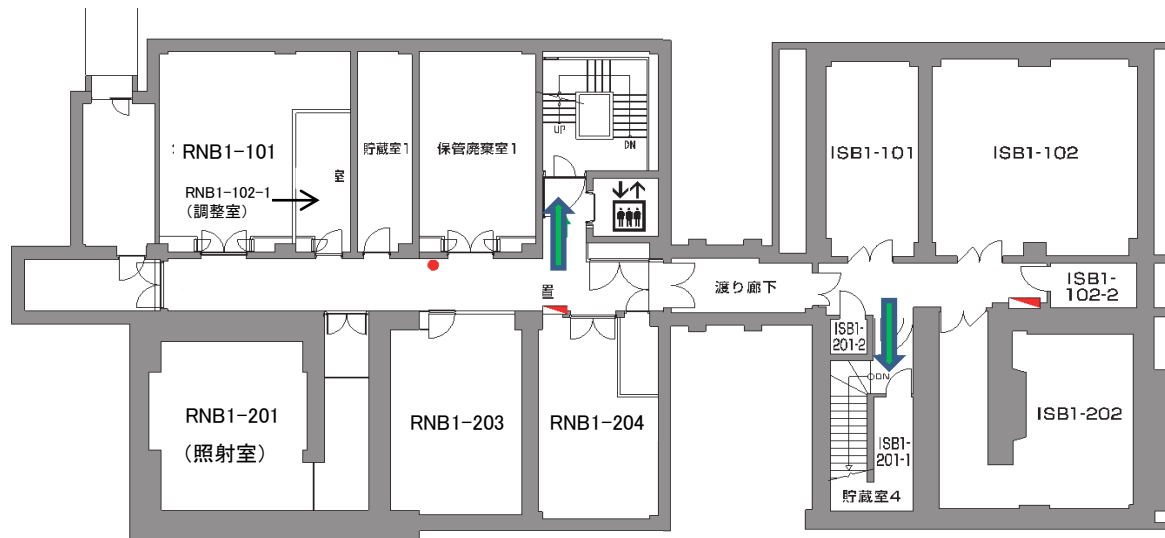 RNB1-101
RNB1-102-1
（調整室）
室
貯蔵室1
保管廃棄室1
UP
DN
ISB1-101
ISB1-102
置
渡り廊下
ISB1-
102-2
ISB1-
201-2
DN
RNB1-201
（照射室）
RNB1-203
RNB1-204
ISB1-
201-1
貯蔵室4
ISB1-202